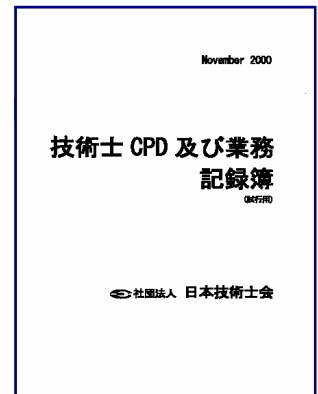 November 2000
技術士 CPD 及び業務
記録簿
(試行用)
社団法人 日本技術士会